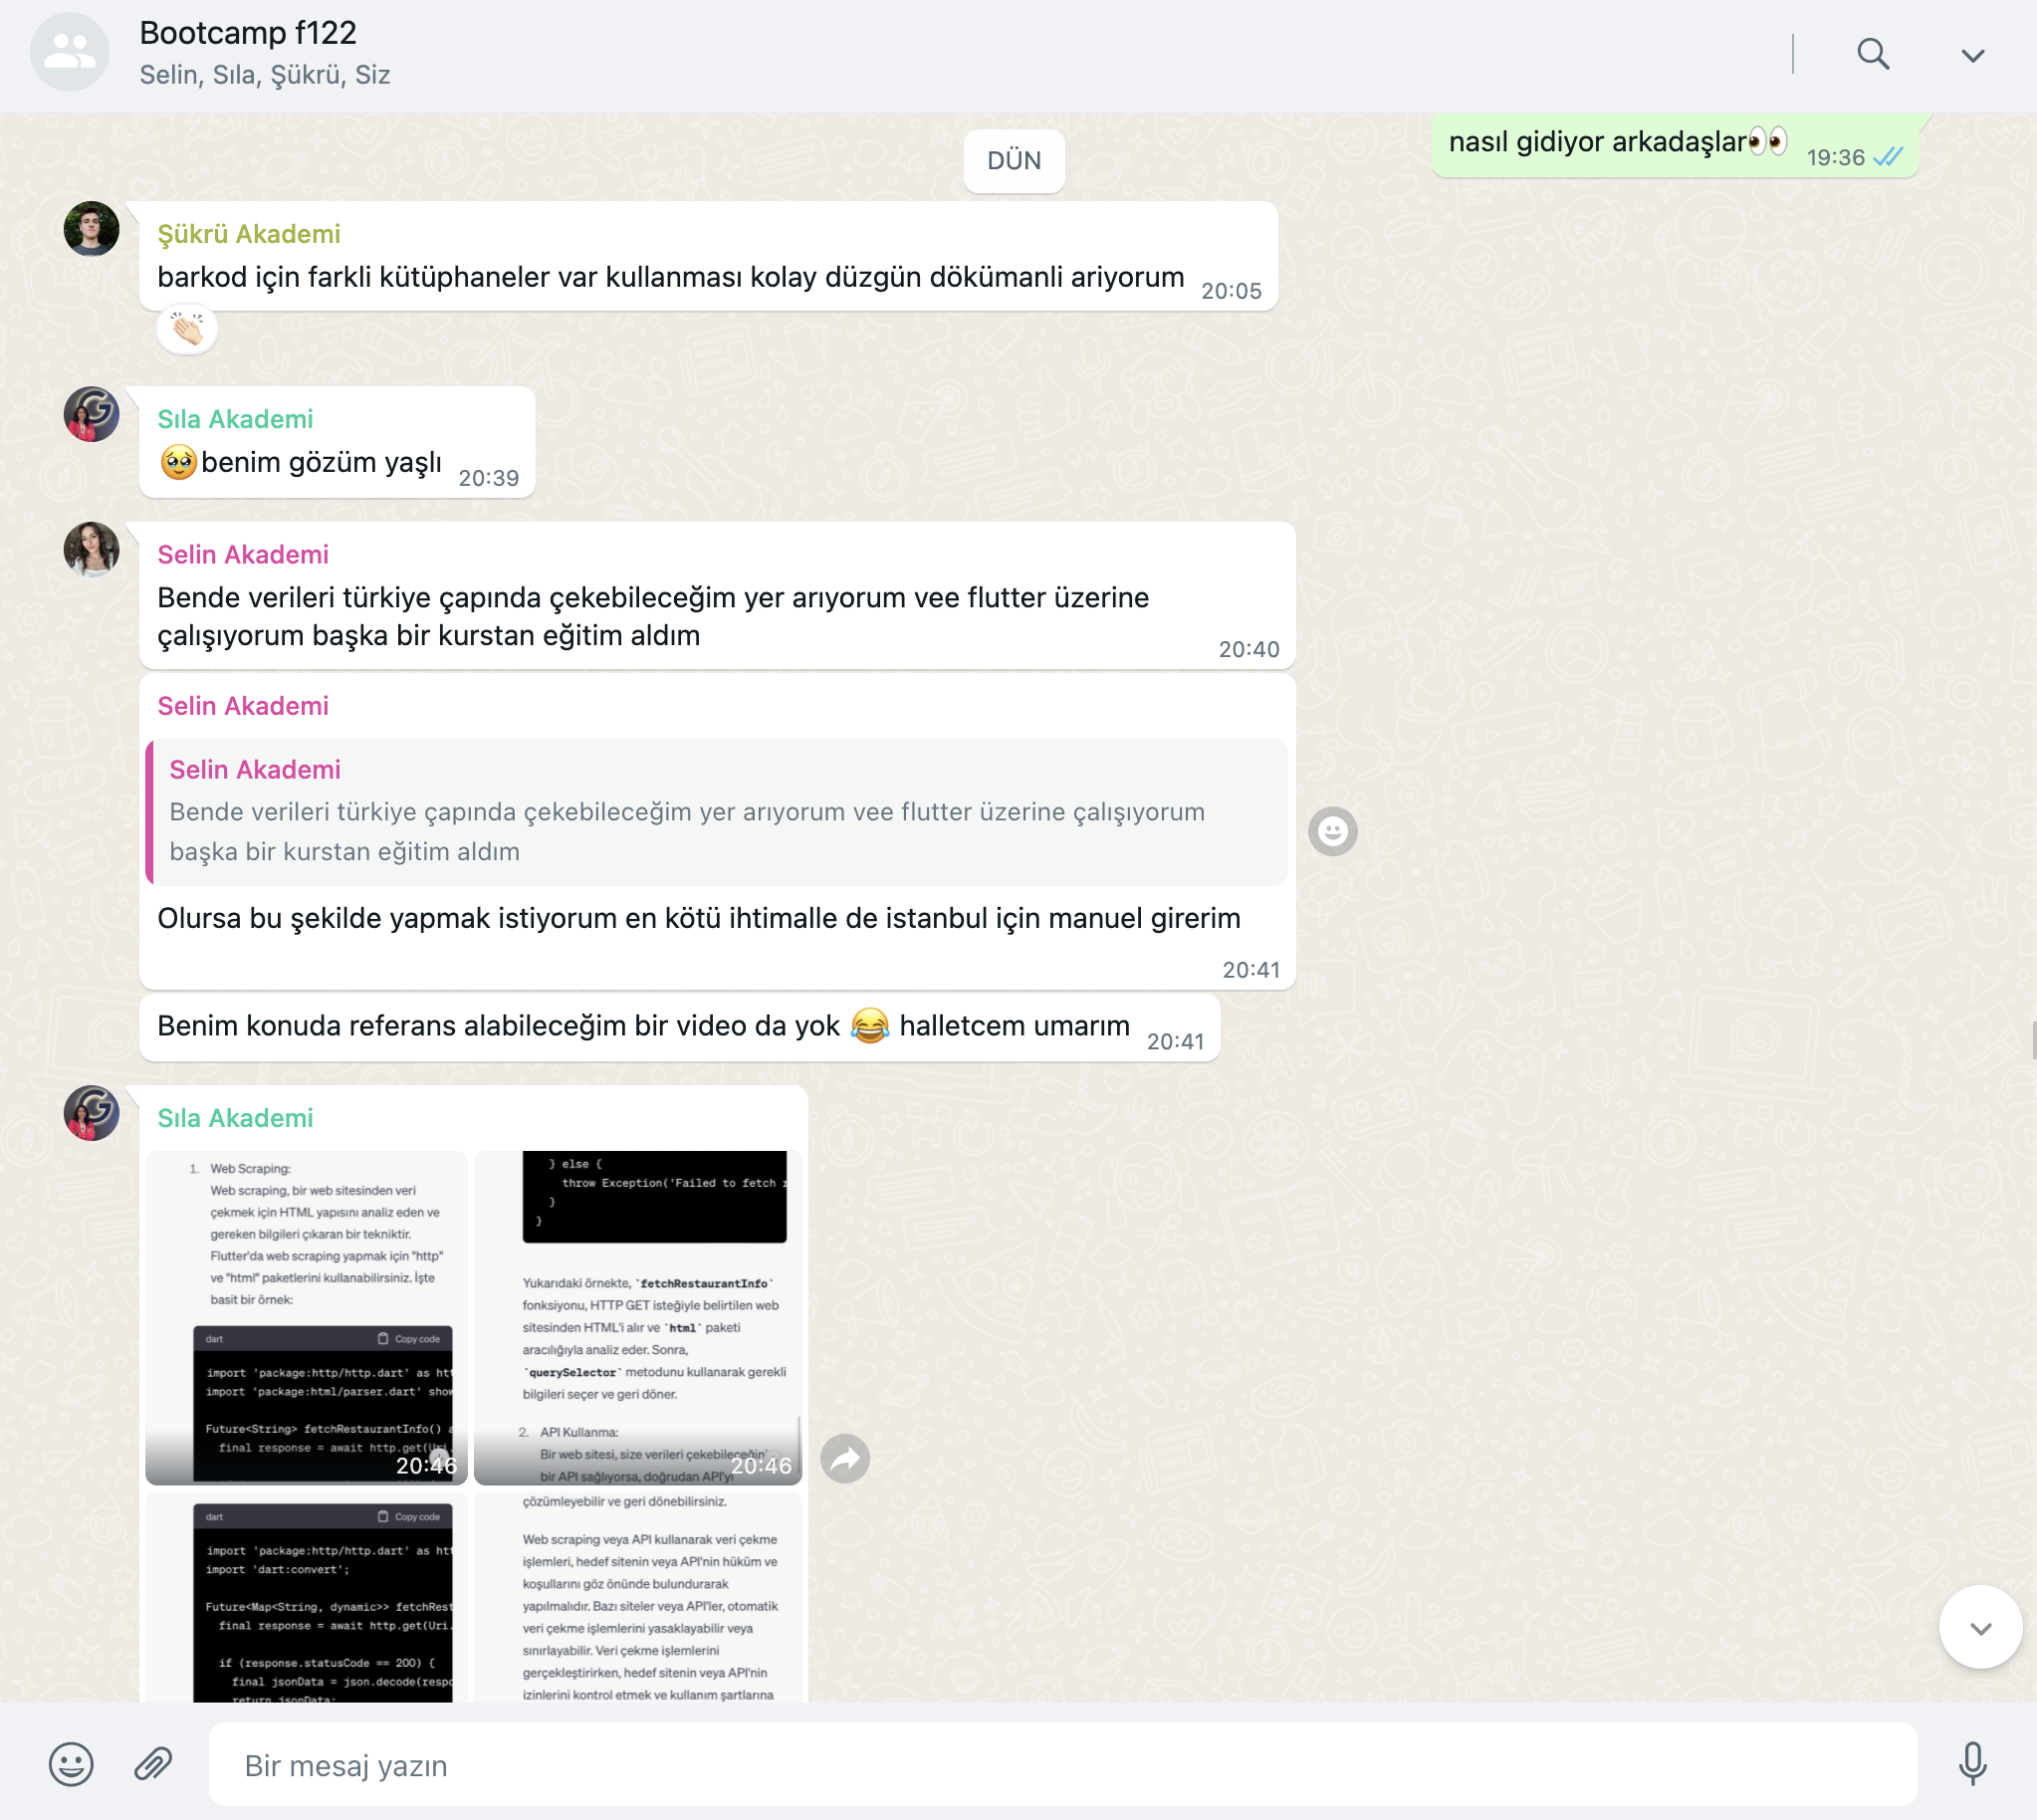 Bootcamp f122
Selin, Sıla, Şükrü, Siz
nasıl gidiyor arkadaşlar👀 19:36
DÜN
Şükrü Akademi
barkod için farkli kütüphaneler var kullanması kolay düzgün dökümanli ariyorum 20:05
👏🏻
Sıla Akademi
🥹benim gözüm yaşlı 20:39
Selin Akademi
Bende verileri türkiye çapında çekebileceğim yer arıyorum vee flutter üzerine
çalışıyorum başka bir kurstan eğitim aldım
20:40
Selin Akademi
Selin Akademi
Bende verileri türkiye çapında çekebileceğim yer arıyorum vee flutter üzerine çalışıyorum
başka bir kurstan eğitim aldım
Olursa bu şekilde yapmak istiyorum en kötü ihtimalle de istanbul için manuel girerim
20:41
Benim konuda referans alabileceğim bir video da yok 😂 halletcem umarım 20:41
Sıla Akademi
1. Web Scraping:
Web scraping, bir web sitesinden veri
çekmek için HTML yapısını analiz eden ve
gereken bilgileri çıkaran bir tekniktir.
Flutter'da web scraping yapmak için "http"
ve "html" paketlerini kullanabilirsiniz. İşte
basit bir örnek:
dart Copy code
import 'package:http/http.dart' as htt
import 'package:html/parser.dart' show
Future<String> fetchRestaurantInfo() a
final response = await http.get(Uri.
20:46
} else {
throw Exception('Failed to fetch r
}
}
Yukarıdaki örnekte, `fetchRestaurantInfo`
fonksiyonu, HTTP GET isteğiyle belirtilen web
sitesinden HTML'i alır ve `html` paketi
aracılığıyla analiz eder. Sonra,
`querySelector` metodunu kullanarak gerekli
bilgileri seçer ve geri döner.
2. API Kullanma:
Bir web sitesi, size verileri çekebileceğin
bir API sağlıyorsa, doğrudan API'yi
20:46
dart Copy code
import 'package:http/http.dart' as htt
import 'dart:convert';
Future<Map<String, dynamic>> fetchRest
final response = await http.get(Uri.
if (response.statusCode == 200) {
final jsonData = json.decode(respo
return jsonData;
çözümleyebilir ve geri dönebilirsiniz.
Web scraping veya API kullanarak veri çekme
işlemleri, hedef sitenin veya API'nin hüküm ve
koşullarını göz önünde bulundurarak
yapılmalıdır. Bazı siteler veya API'ler, otomatik
veri çekme işlemlerini yasaklayabilir veya
sınırlayabilir. Veri çekme işlemlerini
gerçekleştirirken, hedef sitenin veya API'nin
izinlerini kontrol etmek ve kullanım şartlarına
Bir mesaj yazın